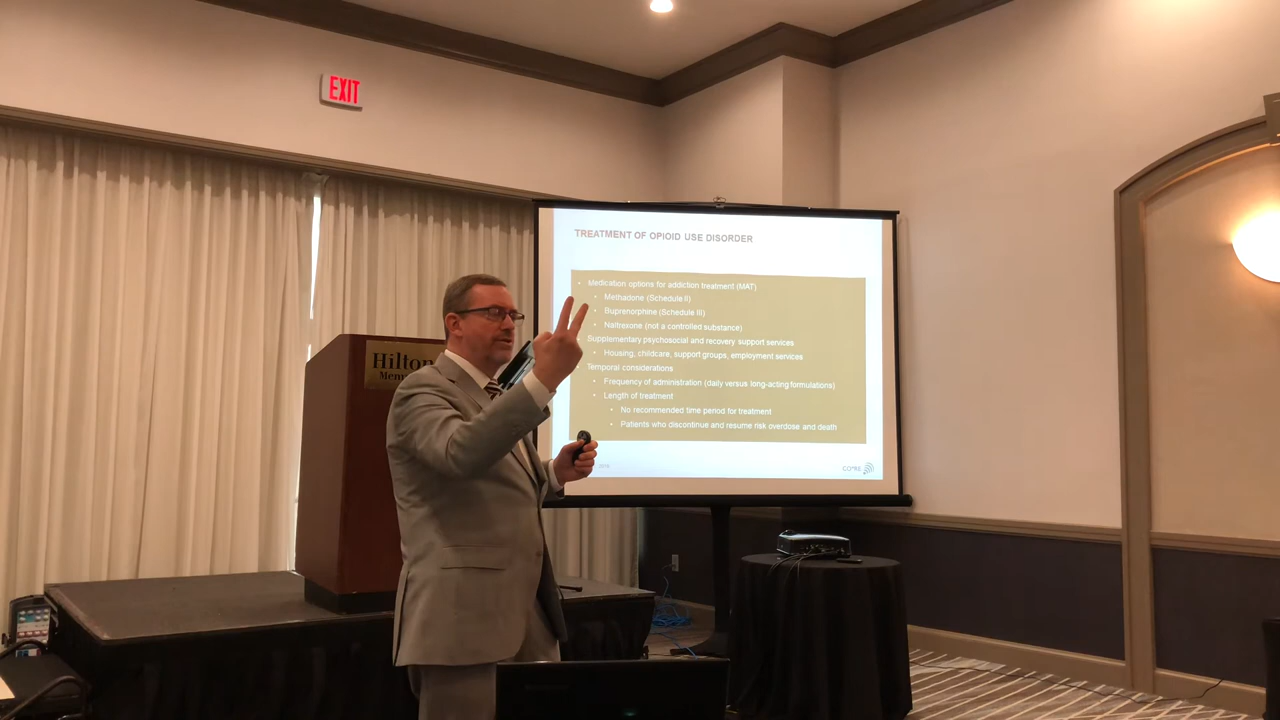 EXIT
Hilton
Mem
TREATMENT OF OPIOID USE DISORDER
• Medication options for addiction treatment (MAT)
• Methadone (Schedule II)
• Buprenorphine (Schedule III)
• Naltrexone (not a controlled substance)
Supplementary psychosocial and recovery support services
• Housing, childcare, support groups, employment services
• Temporal considerations
• Frequency of administration (daily versus long-acting formulations)
• Length of treatment
• No recommended time period for treatment
• Patients who discontinue and resume risk overdose and death